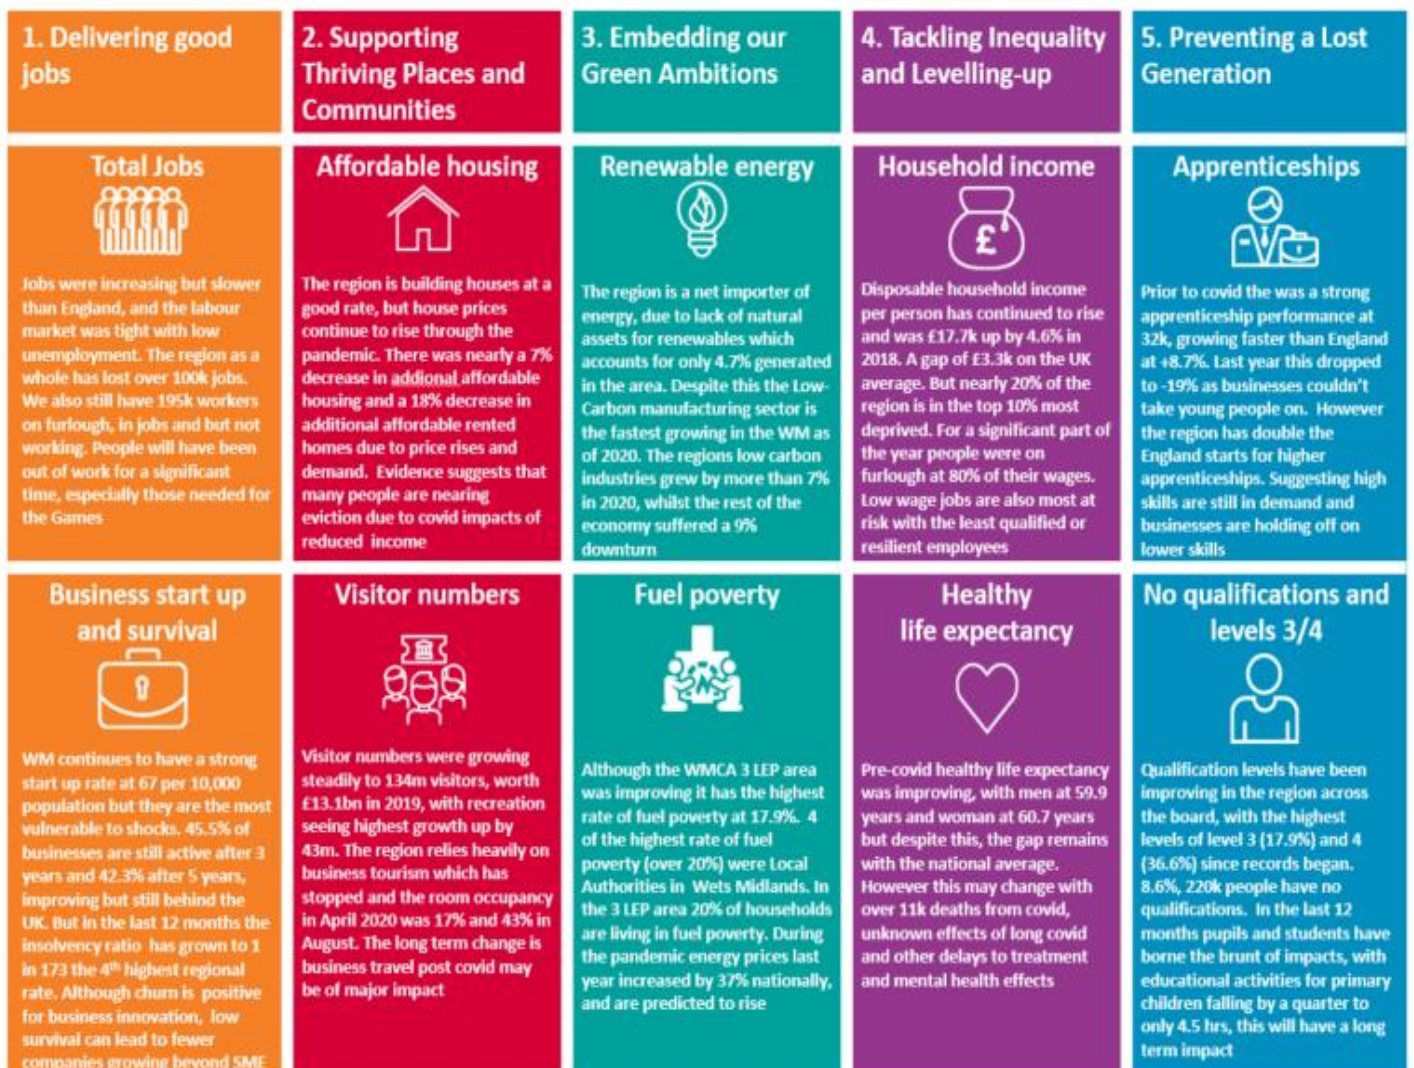 1. Delivering good
jobs
2. Supporting
Thriving Places and
Communities
3. Embedding our
Green Ambitions
4. Tackling Inequality
and Levelling-up
5. Preventing a Lost
Generation
Total Jobs
Jobs were increasing but slower
than England, and the labour
market was tight with low
unemployment. The region as a
whole has lost over 100k jobs.
We also still have 195k workers
on furlough, in jobs and but not
working. People will have been
out of work for a significant
time, especially those needed for
the Games
Affordable housing
The region is building houses at a
good rate, but house prices
continue to rise through the
pandemic. There was nearly a 7%
decrease in addional affordable
housing and a 18% decrease in
additional affordable rented
homes due to price rises and
demand. Evidence suggests that
many people are nearing
eviction due to covid impacts of
reduced income
Renewable energy
The region is a net importer of
energy, due to lack of natural
assets for renewables which
accounts for only 4.7% generated
in the area. Despite this the Low-
Carbon manufacturing sector is
the fastest growing in the WM as
of 2020. The regions low carbon
industries grew by more than 7%
in 2020, whilst the rest of the
economy suffered a 9%
downturn
Household income
£
Disposable household income
per person has continued to rise
and was £17.7k up by 4.6% in
2018. A gap of £3.3k on the UK
average. But nearly 20% of the
region is in the top 10% most
deprived. For a significant part of
the year people were on
furlough at 80% of their wages.
Low wage jobs are also most at
risk with the least qualified or
resilient employees
Apprenticeships
Prior to covid the was a strong
apprenticeship performance at
32k, growing faster than England
at +8.7%. Last year this dropped
to -19% as businesses couldn't
take young people on. However
the region has double the
England starts for higher
apprenticeships. Suggesting high
skills are still in demand and
businesses are holding off on
lower skills
Business start up
and survival
WM continues to have a strong
start up rate at 67 per 10,000
population but they are the most
vulnerable to shocks. 45.5% of
businesses are still active after 3
years and 42.3% after 5 years,
improving but still behind the
UK. But in the last 12 months the
insolvency ratio has grown to 1
in 173 the 4th highest regional
rate. Although churn is positive
for business innovation, low
survival can lead to fewer
companies growing beyond SME
Visitor numbers
Visitor numbers were growing
steadily to 134m visitors, worth
£13.1bn in 2019, with recreation
seeing highest growth up by
43m. The region relies heavily on
business tourism which has
stopped and the room occupancy
in April 2020 was 17% and 43% in
August. The long term change is
business travel post covid may
be of major impact
Fuel poverty
Although the WMCA 3 LEP area
was improving it has the highest
rate of fuel poverty at 17.9%. 4
of the highest rate of fuel
poverty (over 20%) were Local
Authorities in Wets Midlands. In
the 3 LEP area 20% of households
are living in fuel poverty. During
the pandemic energy prices last
year increased by 37% nationally,
and are predicted to rise
Healthy
life expectancy
Pre-covid healthy life expectancy
was improving, with men at 59.9
years and woman at 60.7 years
but despite this, the gap remains
with the national average.
However this may change with
over 11k deaths from covid,
unknown effects of long covid
and other delays to treatment
and mental health effects
No qualifications and
levels 3/4
Qualification levels have been
improving in the region across
the board, with the highest
levels of level 3 (17.9%) and 4
(36.6%) since records began.
8.6%, 220k people have no
qualifications. In the last 12
months pupils and students have
borne the brunt of impacts, with
educational activities for primary
children falling by a quarter to
only 4.5 hrs, this will have a long
term impact